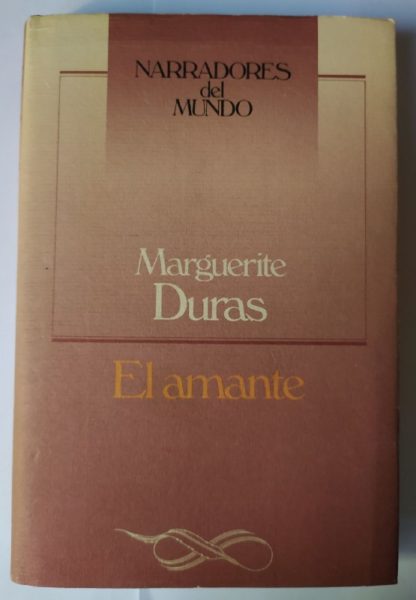 NARRADORES
del
MUNDO
Marguerite
Duras
El amante